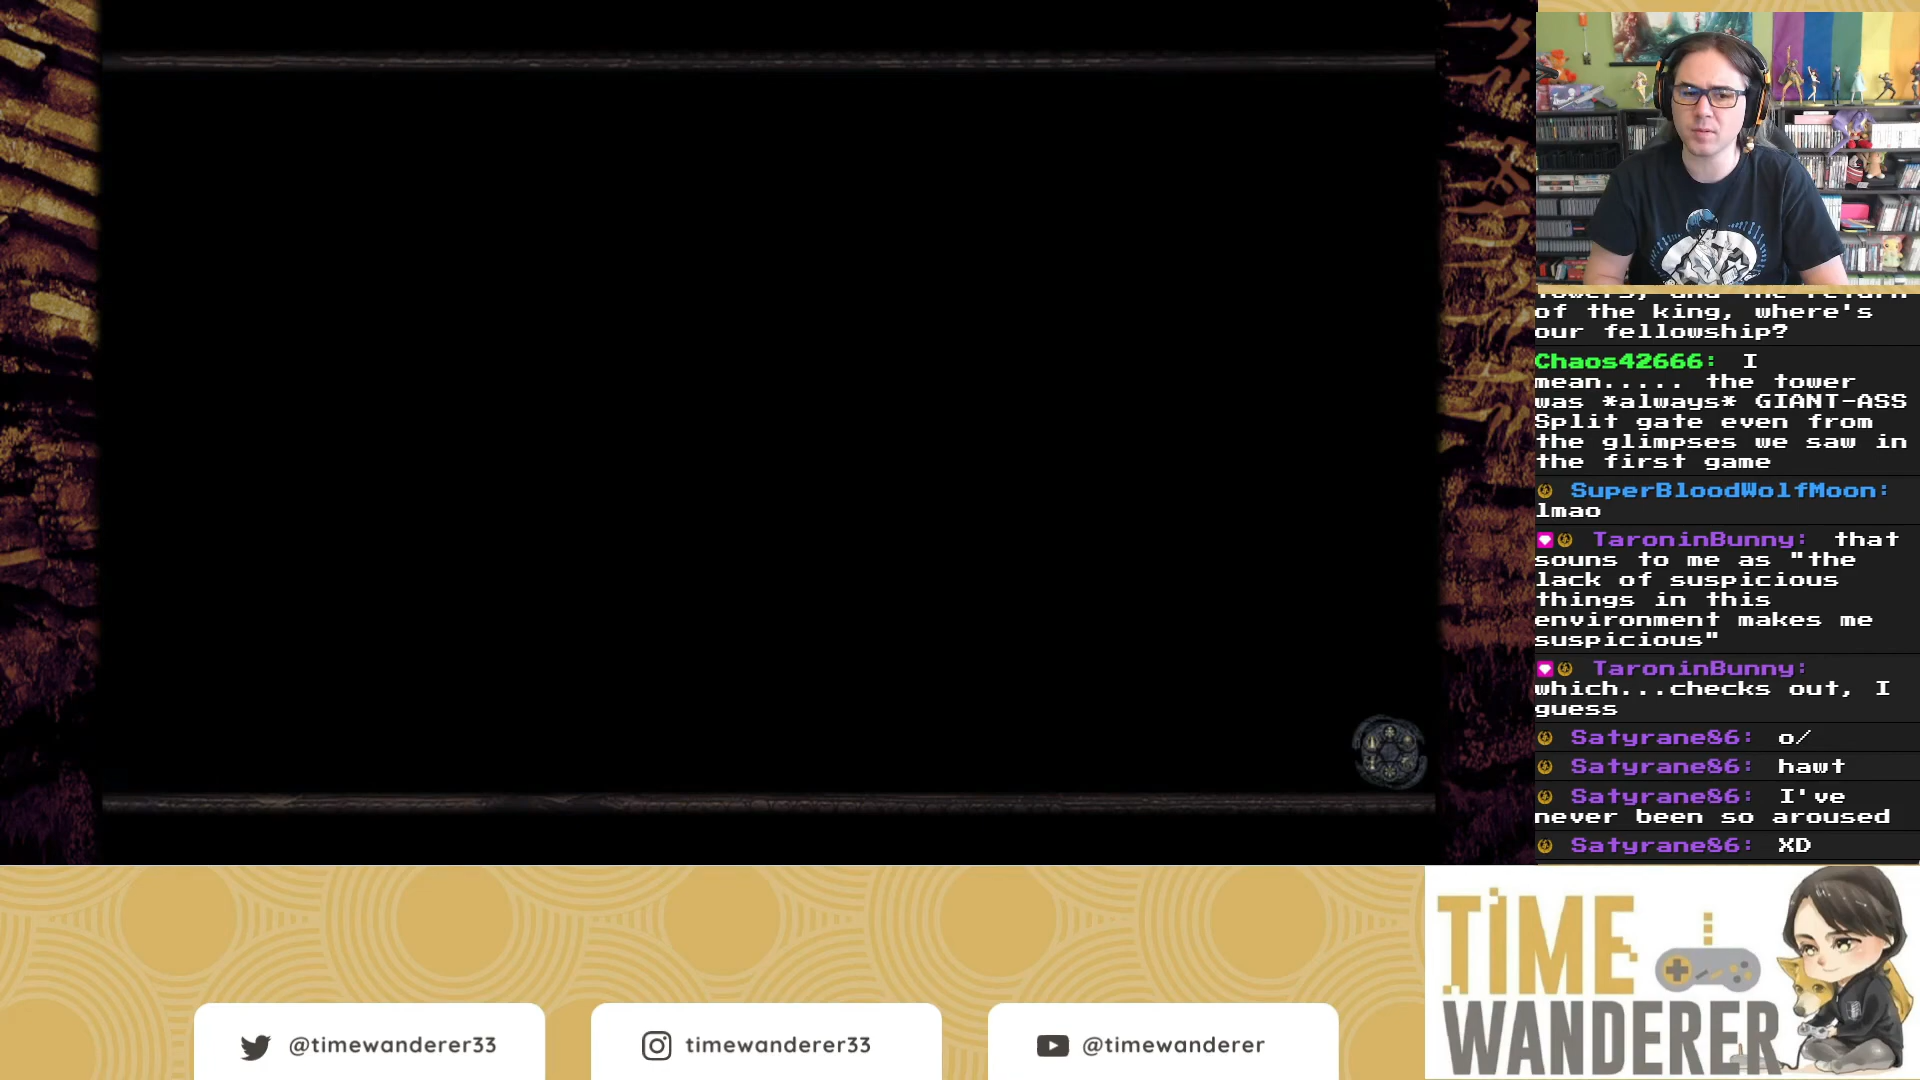 of the king, where's
our fellowship?
Chaos42666: I
mean..... the tower
was *always* GIANT-ASS
Split gate even from
the glimpses we saw in
the first game
SuperBloodWolfMoon:
lmao
TaroninBunny: that
souns to me as "the
lack of suspicious
things in this
environment makes me
suspicious"
TaroninBunny:
which...checks out, I
guess
Satyrane86: o/
Satyrane86: hawt
Satyrane86: I've
never been so aroused
Satyrane86: XD
TIME
WANDERER
@timewanderer33
timewanderer33
@timewanderer